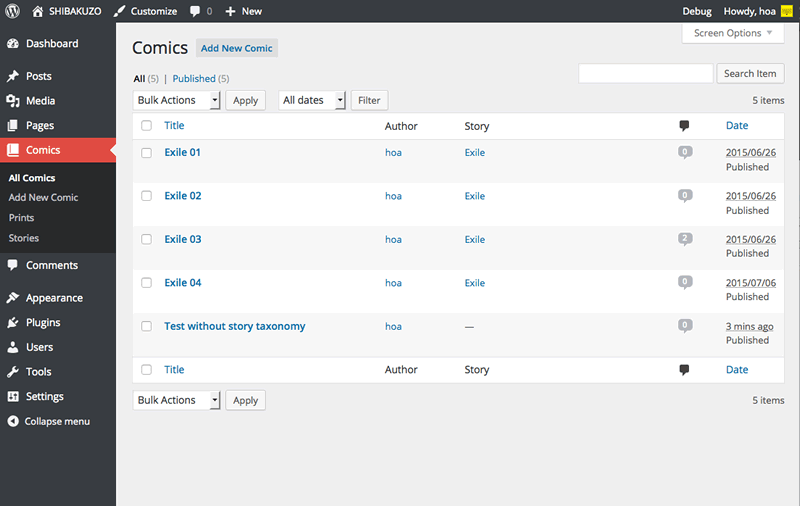 SHIBAKUZO Customize 0 New Debug Howdy, hoa
Dashboard
Posts
Media
Pages
Comics
All Comics
Add New Comic
Prints
Stories
Comments
Appearance
Plugins
Users
Tools
Settings
Collapse menu
Screen Options
Comics Add New Comic
All (5) | Published (5)
Search Item
Bulk Actions Apply All dates Filter 5 items
Title Author Story Date
Exile 01 hoa Exile 0 2015/06/26
Published
Exile 02 hoa Exile 0 2015/06/26
Published
Exile 03 hoa Exile 2 2015/06/26
Published
Exile 04 hoa Exile 0 2015/07/06
Published
Test without story taxonomy hoa — 0 3 mins ago
Published
Title Author Story Date
Bulk Actions Apply 5 items